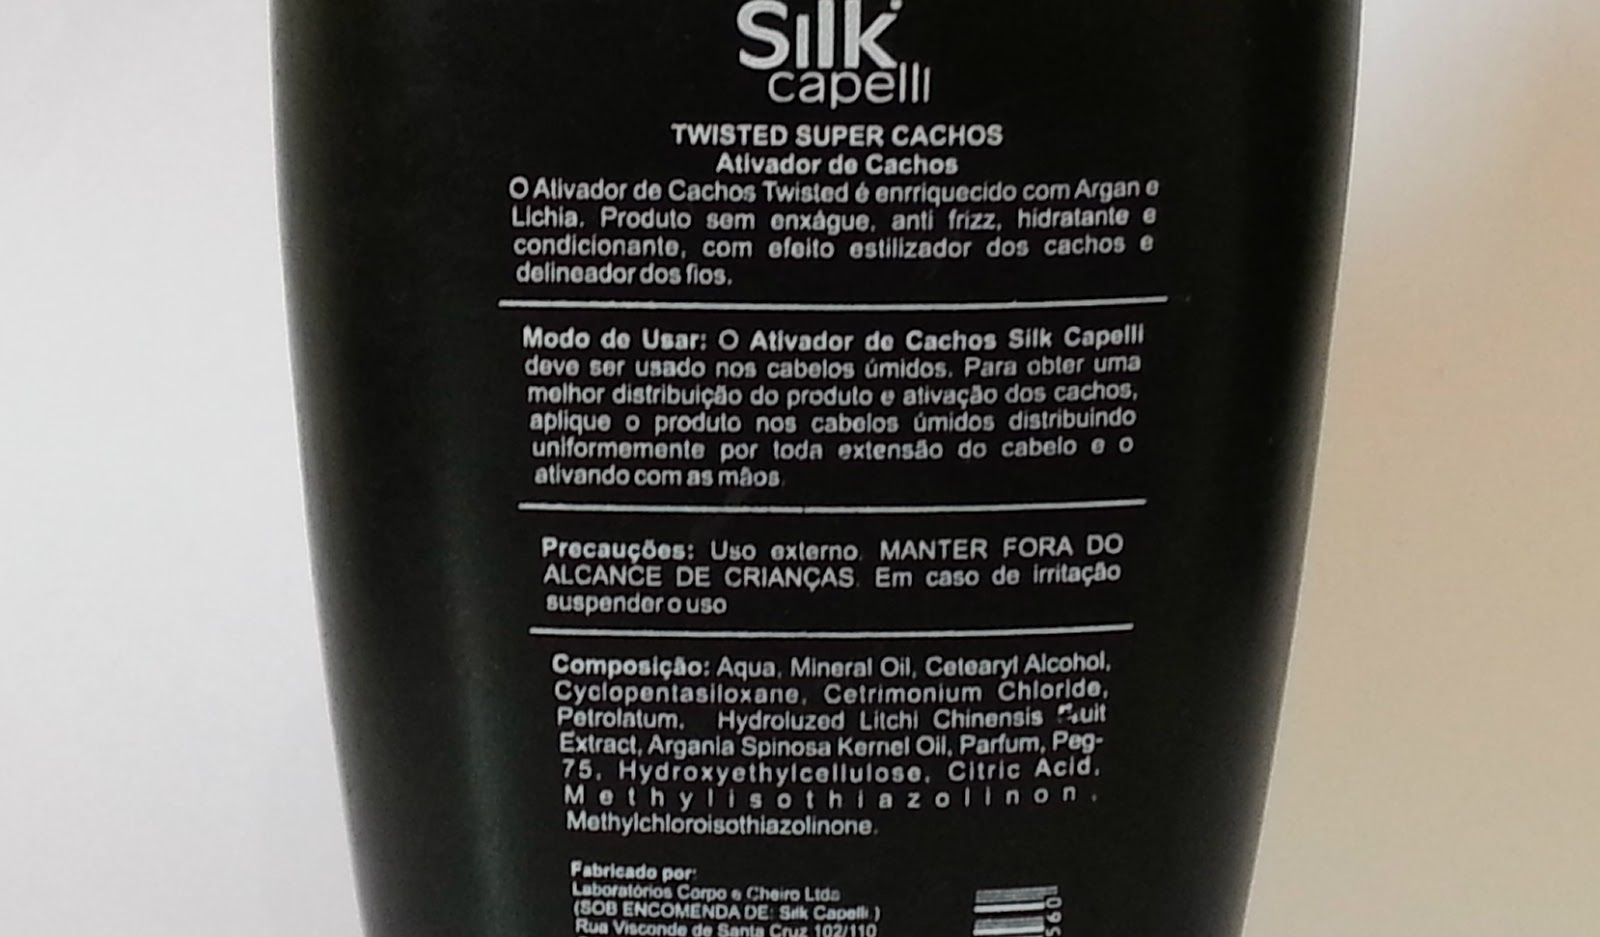 Silk
capelli
TWISTED SUPER CACHOS
Ativador de Cachos
O Ativador de Cachos Twisted é enrriquecido com Argan e
Lichia. Produto sem enxágue, anti frizz, hidratante e
condicionante, com efeito estilizador dos cachos e
delineador dos fios.
Modo de Usar: O Ativador de Cachos Silk Capelli
deve ser usado nos cabelos úmidos. Para obter uma
melhor distribuição do produto e ativação dos cachos,
aplique o produto nos cabelos úmidos distribuindo
uniformemente por toda extensão do cabelo e o
ativando com as mãos.
Precauções: Uso externo. MANTER FORA DO
ALCANCE DE CRIANÇAS. Em caso de irritação
suspender o uso
Composição: Aqua, Mineral Oil, Cetearyl Alcohol,
Cyclopentasiloxane, Cetrimonium Chloride,
Petrolatum, Hydroluzed Litchi Chinensis Fruit
Extract, Argania Spinosa Kernel Oil, Parfum, Peg-
75, Hydroxyethylcellulose, Citric Acid,
Methylisothiazolinon,
Methylchloroisothiazolinone.
Fabricado por:
Laboratórios Corpo e Cheiro Ltda
(SOB ENCOMENDA DE: Silk Capelli )
Rua Visconde de Santa Cruz 102/110